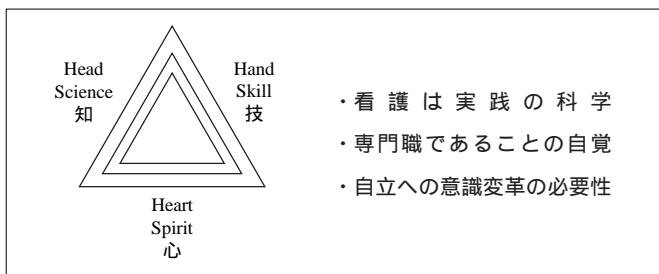 Head
Science
知
Hand
Skill
技
Heart
Spirit
心
・看護は実践の科学
・専門職であることの自覚
・自立への意識変革の必要性